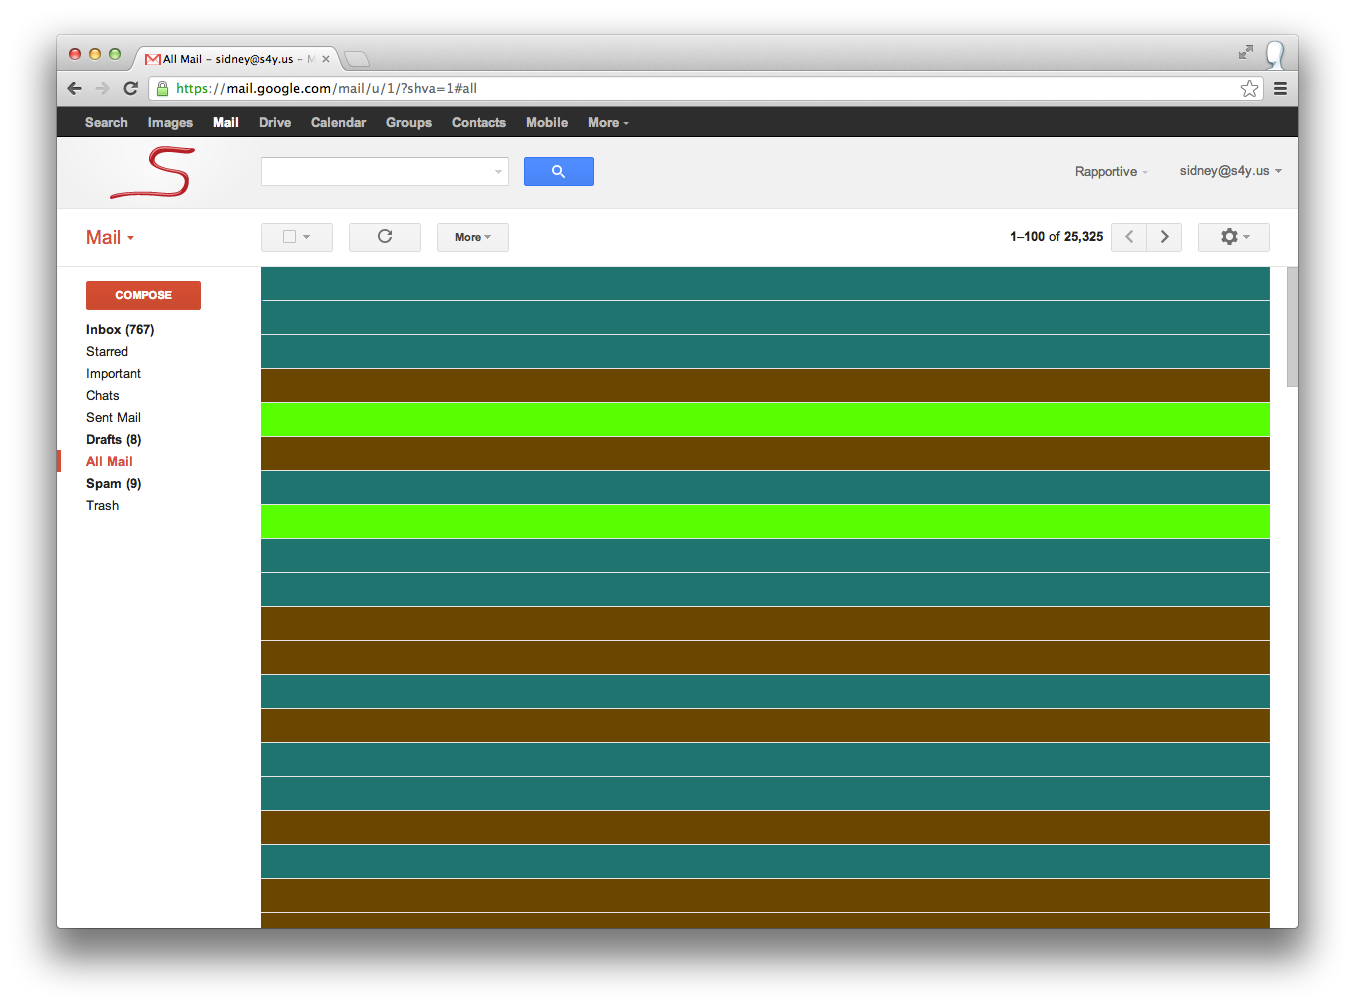 All Mail – sidney@s4y.us – M
https://mail.google.com/mail/u/1/?shva=1#all
Search Images Mail Drive Calendar Groups Contacts Mobile More
S
Rapportive sidney@s4y.us
Mail More 1–100 of 25,325
COMPOSE
Inbox (767)
Starred
Important
Chats
Sent Mail
Drafts (8)
All Mail
Spam (9)
Trash